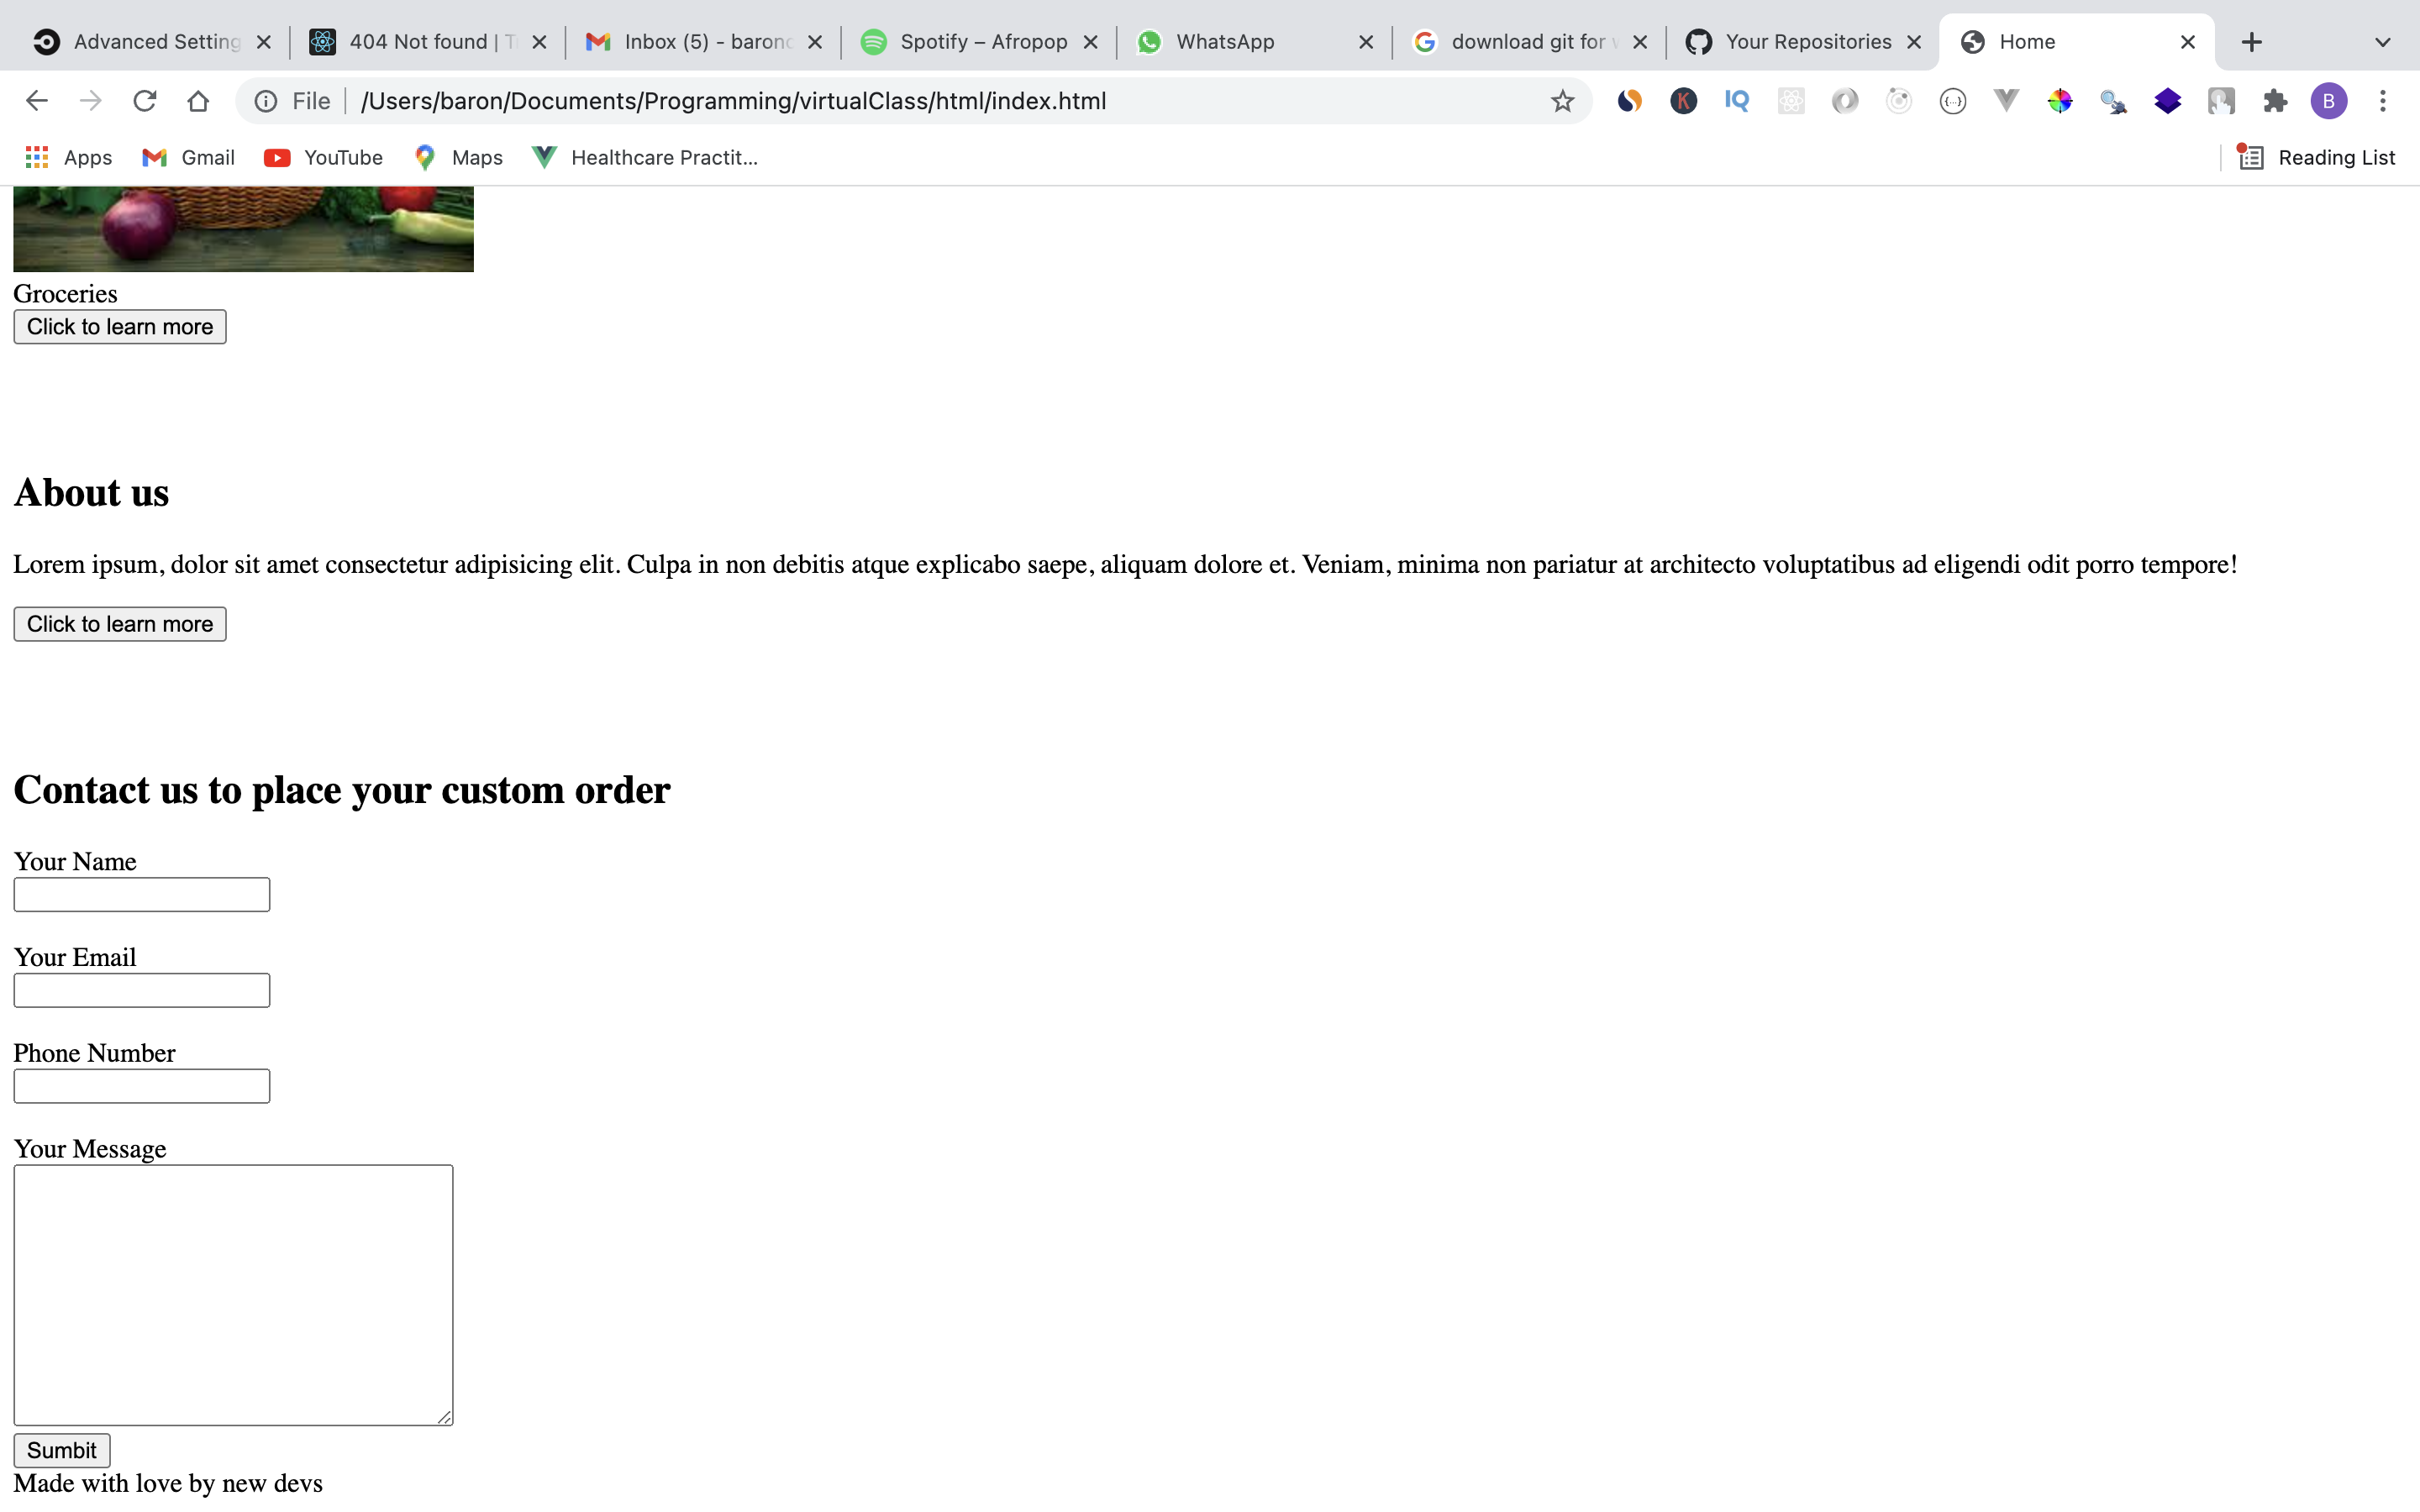 Advanced Setting
404 Not found | T
Inbox (5) - baronc
Spotify – Afropop
WhatsApp
download git for w
Your Repositories
Home
File
/Users/baron/Documents/Programming/virtualClass/html/index.html
K
IQ
{...}
B
Apps
Gmail
YouTube
Maps
Healthcare Practit...
Reading List
Groceries
Click to learn more
About us
Lorem ipsum, dolor sit amet consectetur adipisicing elit. Culpa in non debitis atque explicabo saepe, aliquam dolore et. Veniam, minima non pariatur at architecto voluptatibus ad eligendi odit porro tempore!
Click to learn more
Contact us to place your custom order
Your Name
Your Email
Phone Number
Your Message
Sumbit
Made with love by new devs